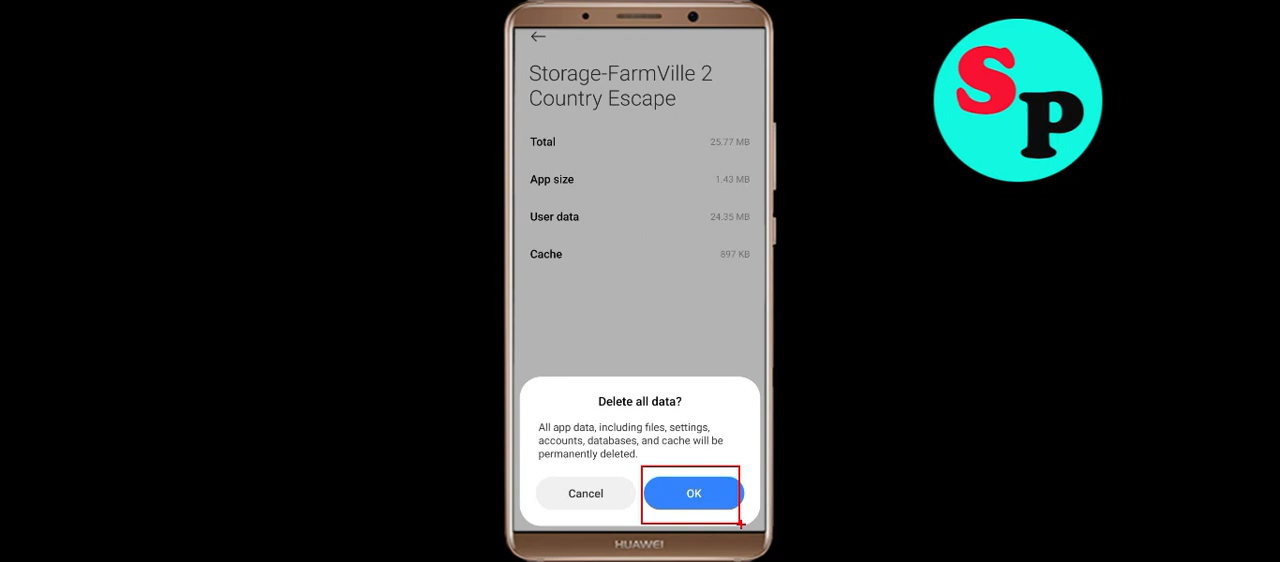 Storage-FarmVille 2
Country Escape
Total 25.77 MB
App size 1.43 MB
User data 24.35 MB
Cache 897 KB
Delete all data?
All app data, including files, settings,
accounts, databases, and cache will be
permanently deleted.
Cancel OK
HUAWEI
SP